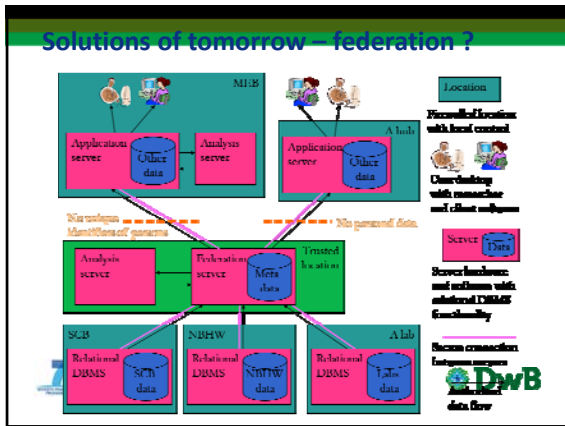 Solutions of tomorrow – federation ?
MEB
Application
server
Other
data
Analysis
server
A hub
Application
server
Other
data
No unique
identifiers of persons
No personal data
Trusted
location
Analysis
server
Federation
server
Meta
data
SCB
Relational
DBMS
SCB
data
NBHW
Relational
DBMS
NBHW
data
A lab
Relational
DBMS
Labs
data
Location
Firewalled location
with local control
User desktop
with researcher
and client software
Server
Data
Server hardware
and software with
relational DBMS
functionality
Secure connection
between servers
DwB
data flow